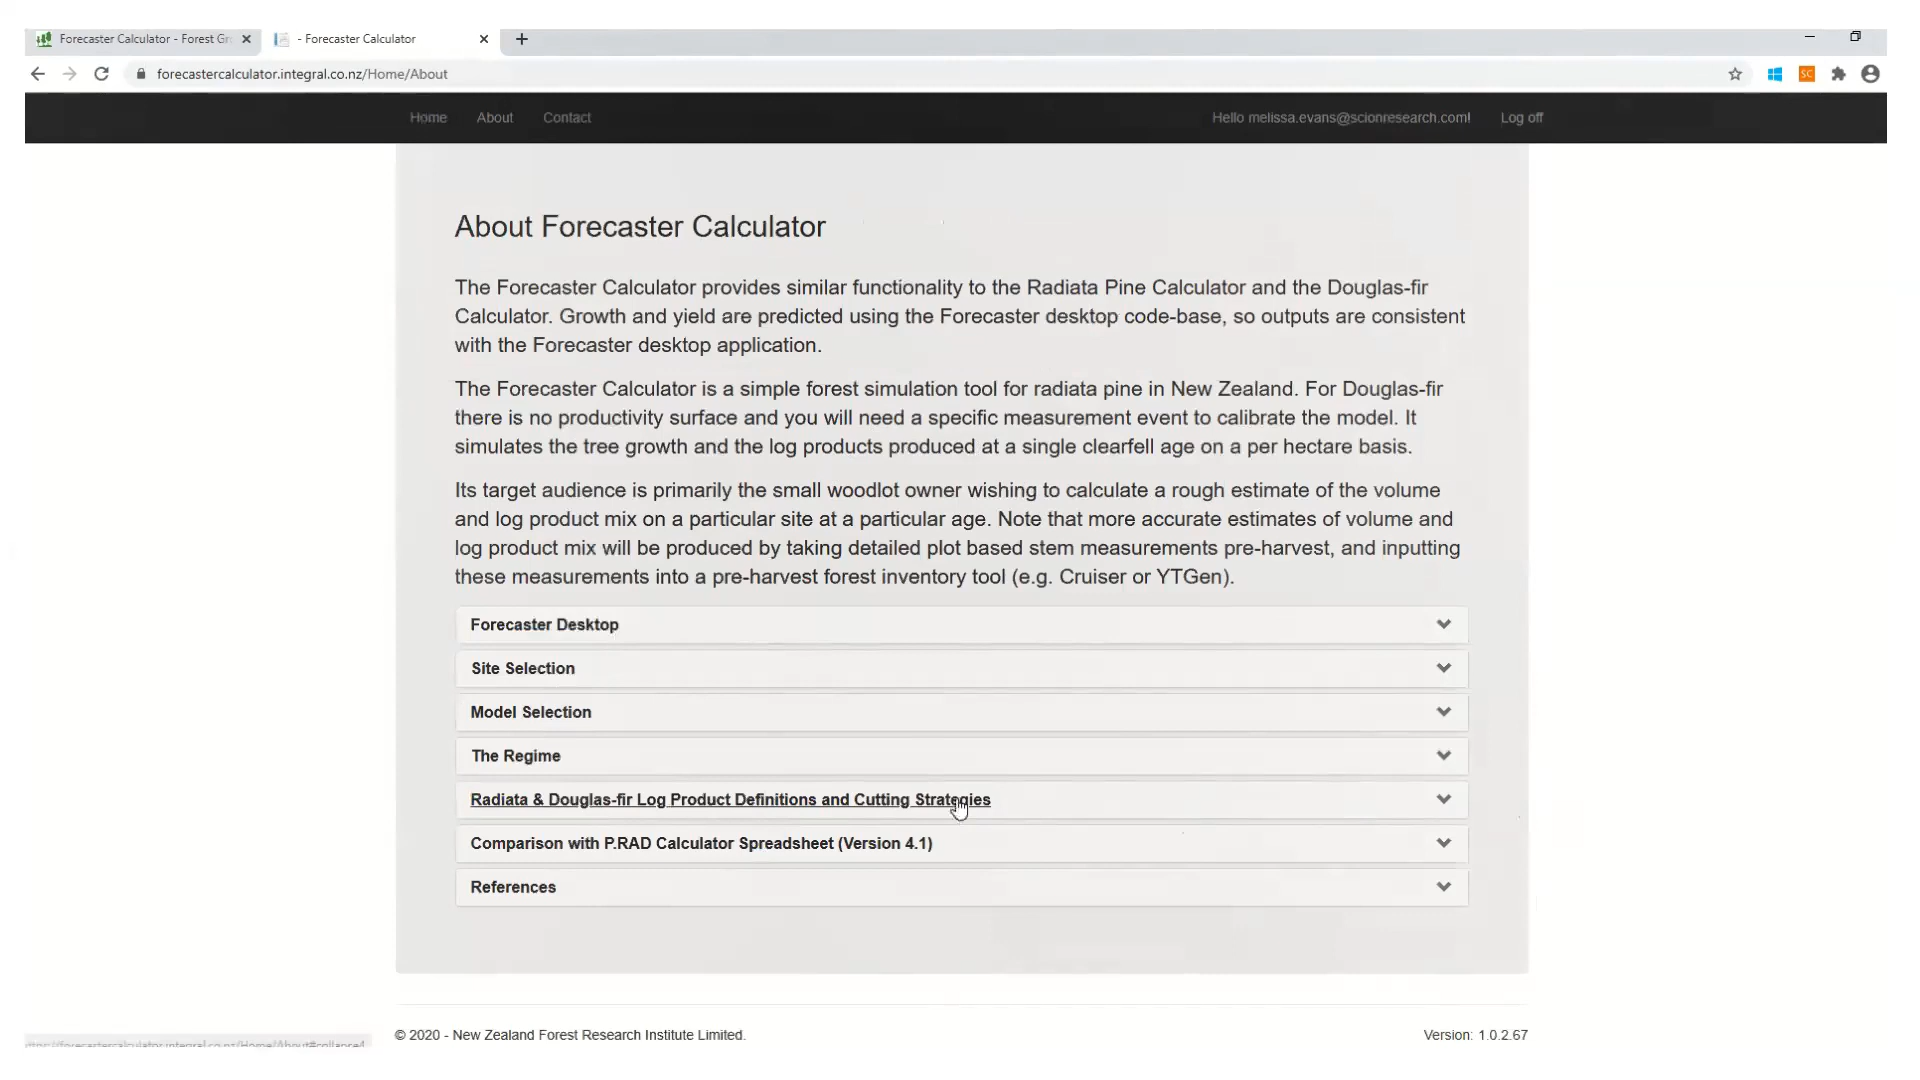 Forecaster Calculator - Forest Gr
- Forecaster Calculator
forecastercalculator.integral.co.nz/Home/About
SC
Home About Contact Hello melissa.evans@scionresearch.com! Log off
About Forecaster Calculator
The Forecaster Calculator provides similar functionality to the Radiata Pine Calculator and the Douglas-fir
Calculator. Growth and yield are predicted using the Forecaster desktop code-base, so outputs are consistent
with the Forecaster desktop application.
The Forecaster Calculator is a simple forest simulation tool for radiata pine in New Zealand. For Douglas-fir
there is no productivity surface and you will need a specific measurement event to calibrate the model. It
simulates the tree growth and the log products produced at a single clearfell age on a per hectare basis.
Its target audience is primarily the small woodlot owner wishing to calculate a rough estimate of the volume
and log product mix on a particular site at a particular age. Note that more accurate estimates of volume and
log product mix will be produced by taking detailed plot based stem measurements pre-harvest, and inputting
these measurements into a pre-harvest forest inventory tool (e.g. Cruiser or YTGen).
Forecaster Desktop
Site Selection
Model Selection
The Regime
Radiata & Douglas-fir Log Product Definitions and Cutting Strategies
Comparison with P.RAD Calculator Spreadsheet (Version 4.1)
References
© 2020 - New Zealand Forest Research Institute Limited. Version: 1.0.2.67